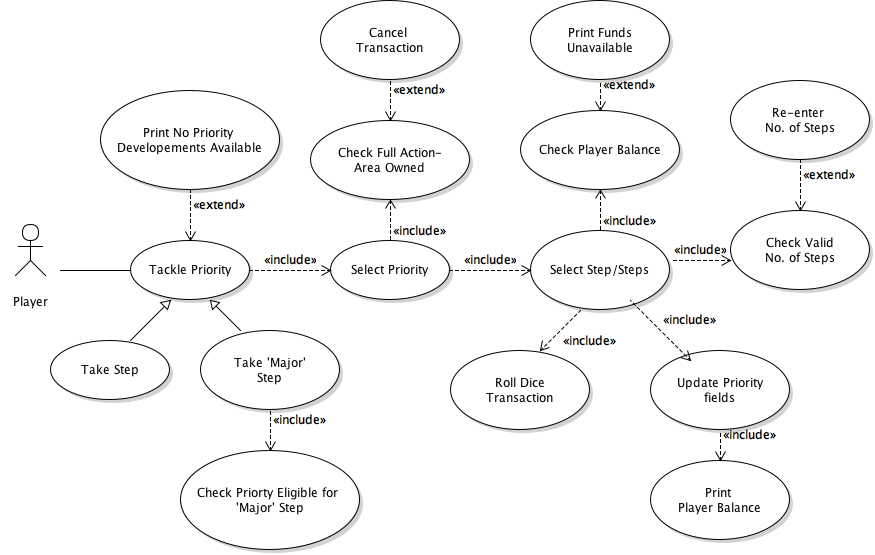 Cancel
Transaction
Print Funds
Unavailable
«extend»
«extend»
Re-enter
No. of Steps
Print No Priority
Developements Available
Check Full Action-
Area Owned
Check Player Balance
«extend»
«extend»
«include»
«include»
Player
Tackle Priority
«include»
Select Priority
«include»
Select Step/Steps
«include»
Check Valid
No. of Steps
«include»
«include»
Take Step
Take 'Major'
Step
Roll Dice
Transaction
Update Priority
fields
«include»
«include»
Check Priorty Eligible for
'Major' Step
Print
Player Balance